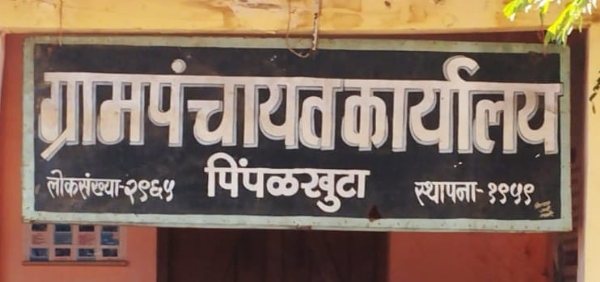 ग्रामपंचायत कार्यालय
लोकसंख्या-२९६५ पिंपळखुटा स्थापना-१९५९